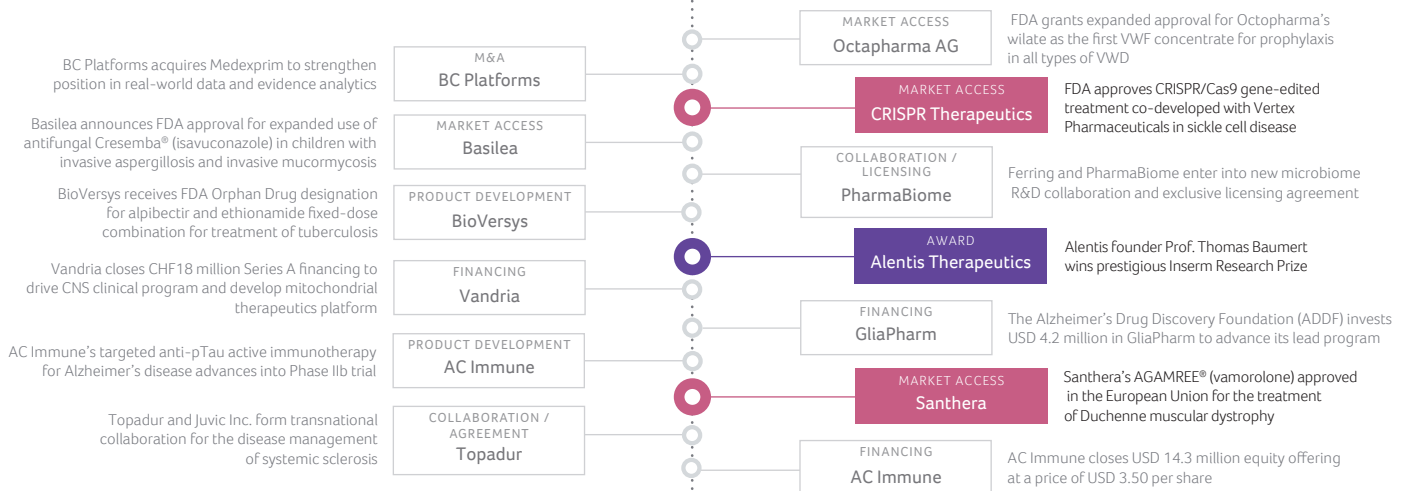 MARKET ACCESS
Octapharma AG
FDA grants expanded approval for Octopharma's
wilate as the first VWF concentrate for prophylaxis
in all types of VWD
BC Platforms acquires Medexprim to strengthen
position in real-world data and evidence analytics
M&A
BC Platforms
MARKET ACCESS
CRISPR Therapeutics
FDA approves CRISPR/Cas9 gene-edited
treatment co-developed with Vertex
Pharmaceuticals in sickle cell disease
Basilea announces FDA approval for expanded use of
antifungal Cresemba® (isavuconazole) in children with
invasive aspergillosis and invasive mucormycosis
MARKET ACCESS
Basilea
COLLABORATION /
LICENSING
PharmaBiome
Ferring and PharmaBiome enter into new microbiome
R&D collaboration and exclusive licensing agreement
BioVersys receives FDA Orphan Drug designation
for alpibectir and ethionamide fixed-dose
combination for treatment of tuberculosis
PRODUCT DEVELOPMENT
BioVersys
AWARD
Alentis Therapeutics
Alentis founder Prof. Thomas Baumert
wins prestigious Inserm Research Prize
Vandria closes CHF18 million Series A financing to
drive CNS clinical program and develop mitochondrial
therapeutics platform
FINANCING
Vandria
FINANCING
GliaPharm
The Alzheimer's Drug Discovery Foundation (ADDF) invests
USD 4.2 million in GliaPharm to advance its lead program
AC Immune's targeted anti-pTau active immunotherapy
for Alzheimer's disease advances into Phase IIb trial
PRODUCT DEVELOPMENT
AC Immune
MARKET ACCESS
Santhera
Santhera's AGAMREE® (vamorolone) approved
in the European Union for the treatment
of Duchenne muscular dystrophy
Topadur and Juvic Inc. form transnational
collaboration for the disease management
of systemic sclerosis
COLLABORATION /
AGREEMENT
Topadur
FINANCING
AC Immune
AC Immune closes USD 14.3 million equity offering
at a price of USD 3.50 per share